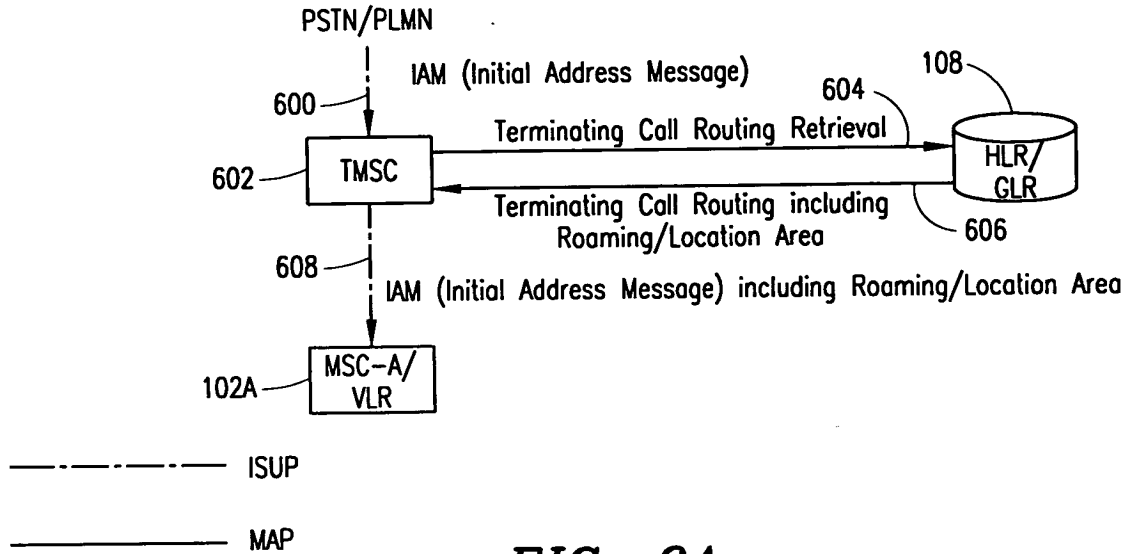 PSTN/PLMN
IAM (Initial Address Message)
600
604
108
Terminating Call Routing Retrieval
602
TMSC
HLR/
GLR
Terminating Call Routing including
Roaming/Location Area
606
608
IAM (Initial Address Message) including Roaming/Location Area
102A
MSC-A/
VLR
ISUP
MAP